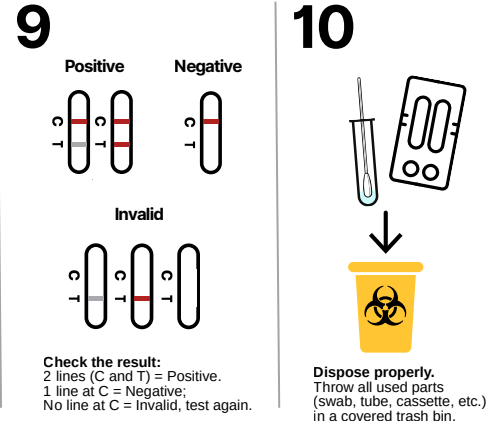 9
Positive
Negative
C
T
C
T
C
T
Invalid
C
T
C
T
C
T
Check the result:
2 lines (C and T) = Positive.
1 line at C = Negative;
No line at C = Invalid, test again.
10
Dispose properly.
Throw all used parts
(swab, tube, cassette, etc.)
in a covered trash bin.